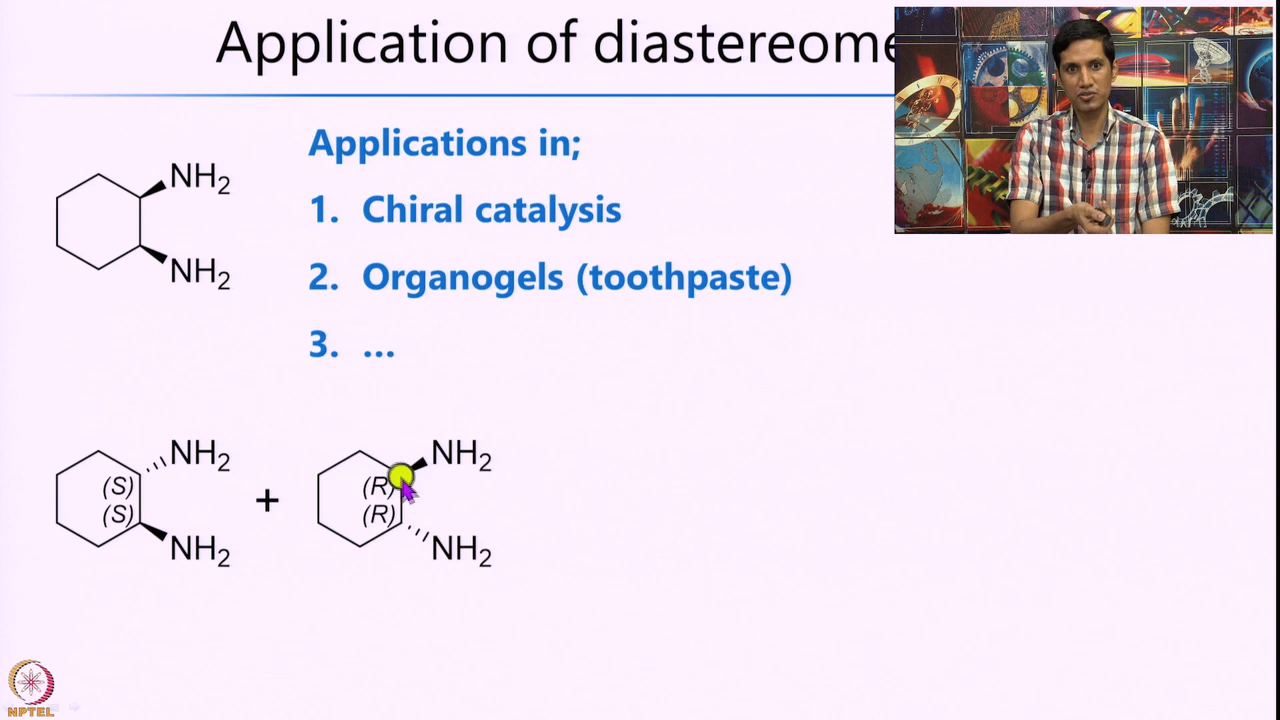 Application of diastereome
Applications in;
1. Chiral catalysis
2. Organogels (toothpaste)
3. ...
NH2
NH2
NH2
(S)
(S)
NH2
+
NH2
(R)
(R)
NH2
NPTEL